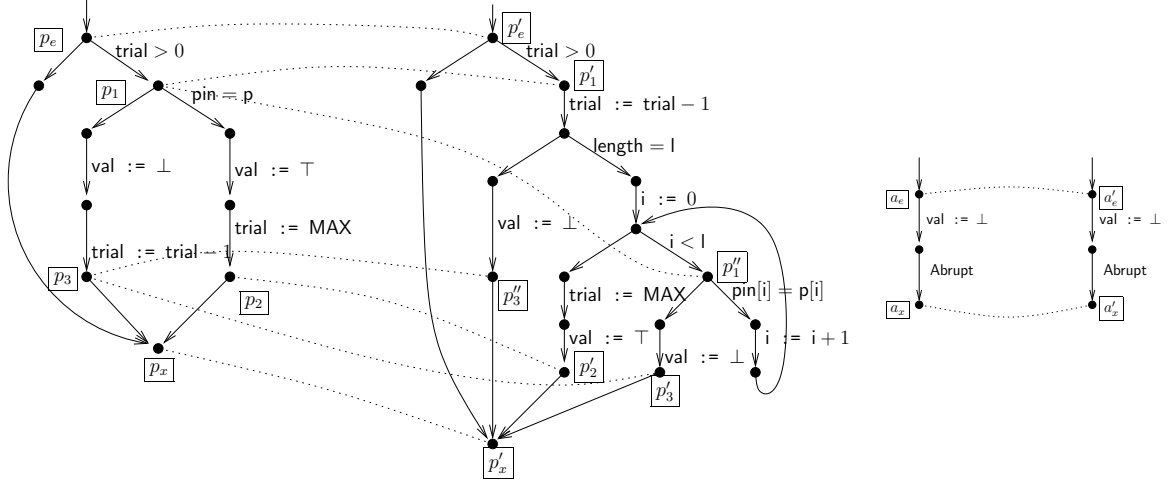 p_e
trial > 0
p_1
pin = p
val := ⊥
val := ⊤
trial := MAX
trial := trial − 1
p_3
p_2
p_x
p′_e
trial > 0
p′_1
trial := trial − 1
length = l
i := 0
val := ⊥
i < l
p″_1
p″_3
trial := MAX
pin[i] = p[i]
val := ⊤
i := i + 1
val := ⊥
p′_2
p′_3
p′_x
a_e
a′_e
val := ⊥
val := ⊥
Abrupt
Abrupt
a_x
a′_x